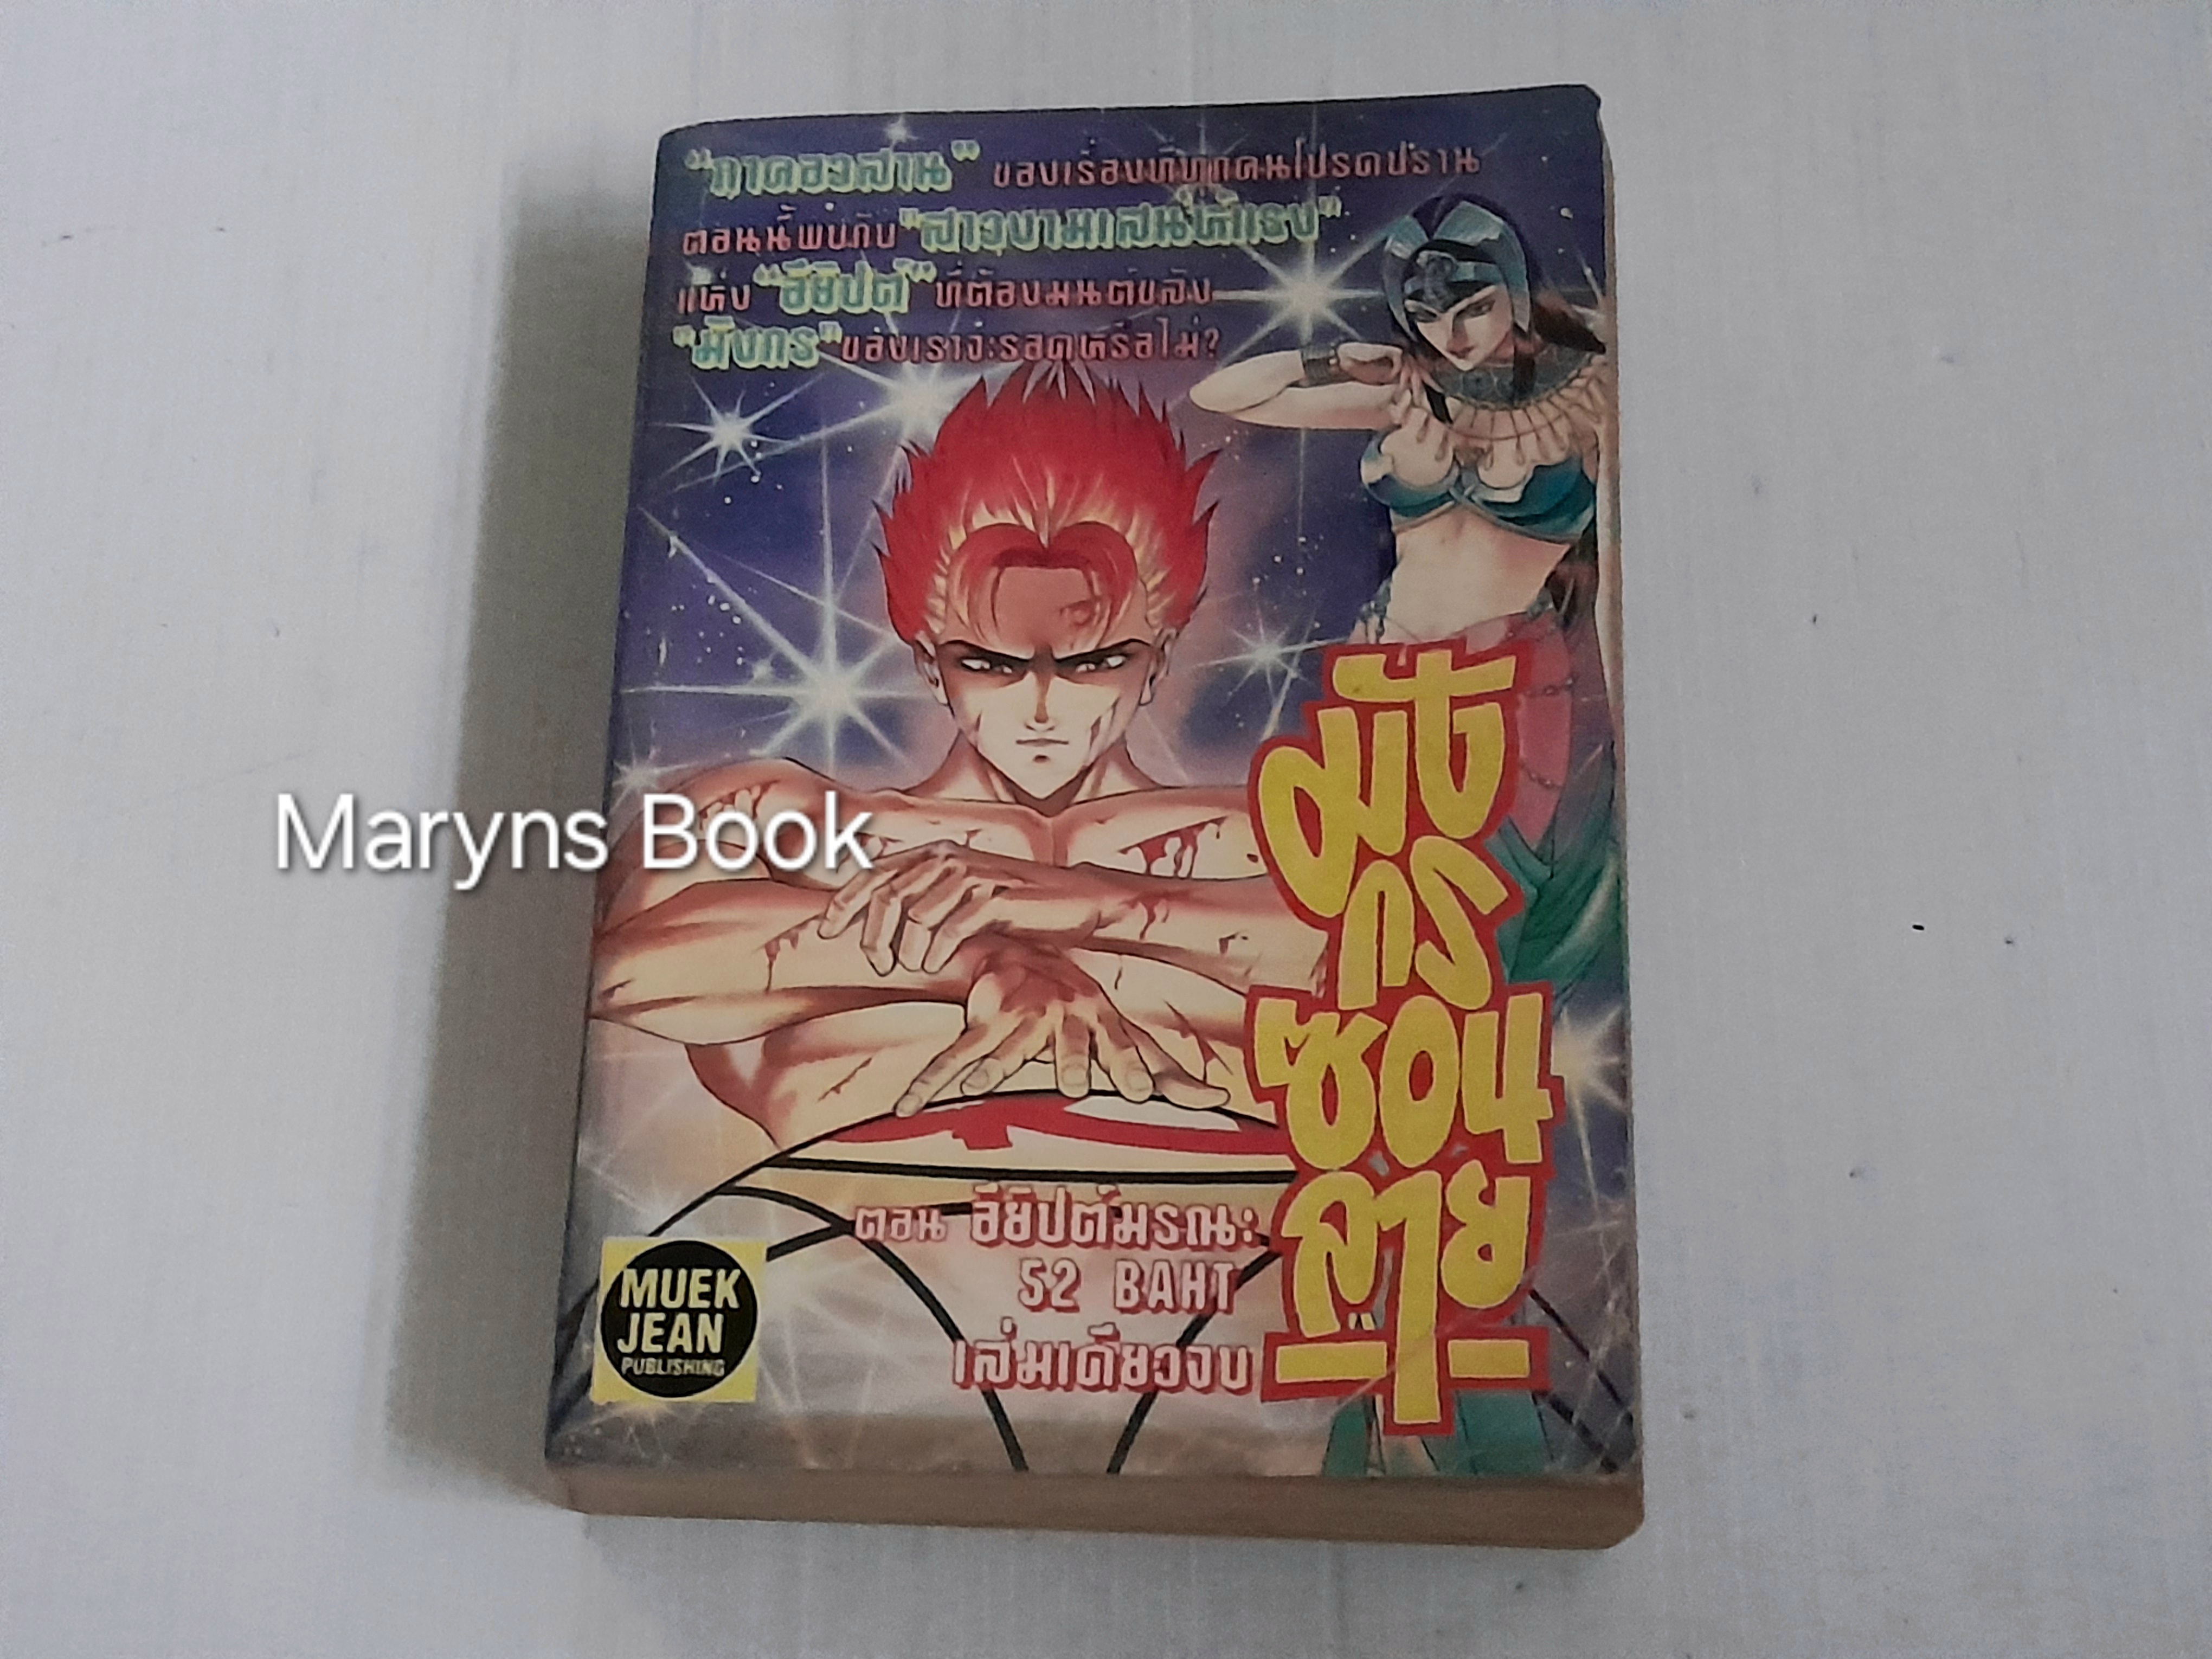 "ภาคอวสาน" ของเรื่องที่ทุกคนโปรดปราน
ตอนนี้พบกับ "สาวงามเสน่ห์แรง"
แห่ง "อียิปต์" ที่ต้องมนต์ขลัง
"มังกร" ของเราจะรอดหรือไม่?
มัง
กร
ซ่อน
ลาย
Maryns Book
ตอน อียิปต์มรณะ
52 BAHT
เล่มเดียวจบ
MUEK
JEAN
PUBLISHING